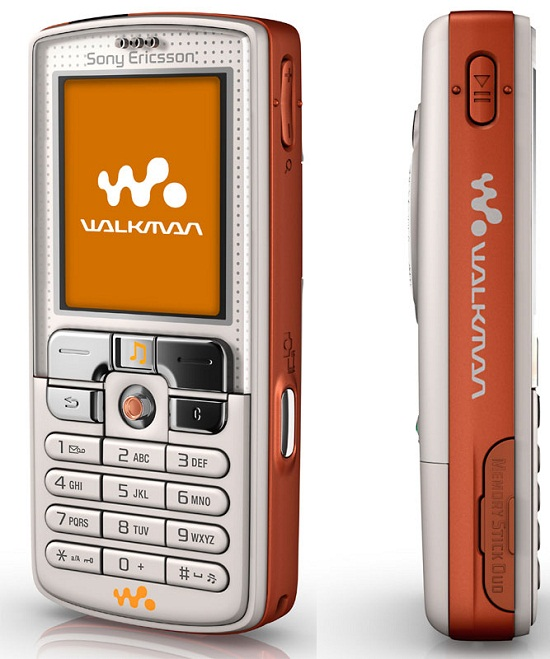 Sony Ericsson
WALKMAN
C
1
2 ABC
3 DEF
4 GHI
5 JKL
6 MNO
7 PQRS
8 TUV
9 WXYZ
* a/A
0 +
#
WALKMAN
MEMORY STICK DUO